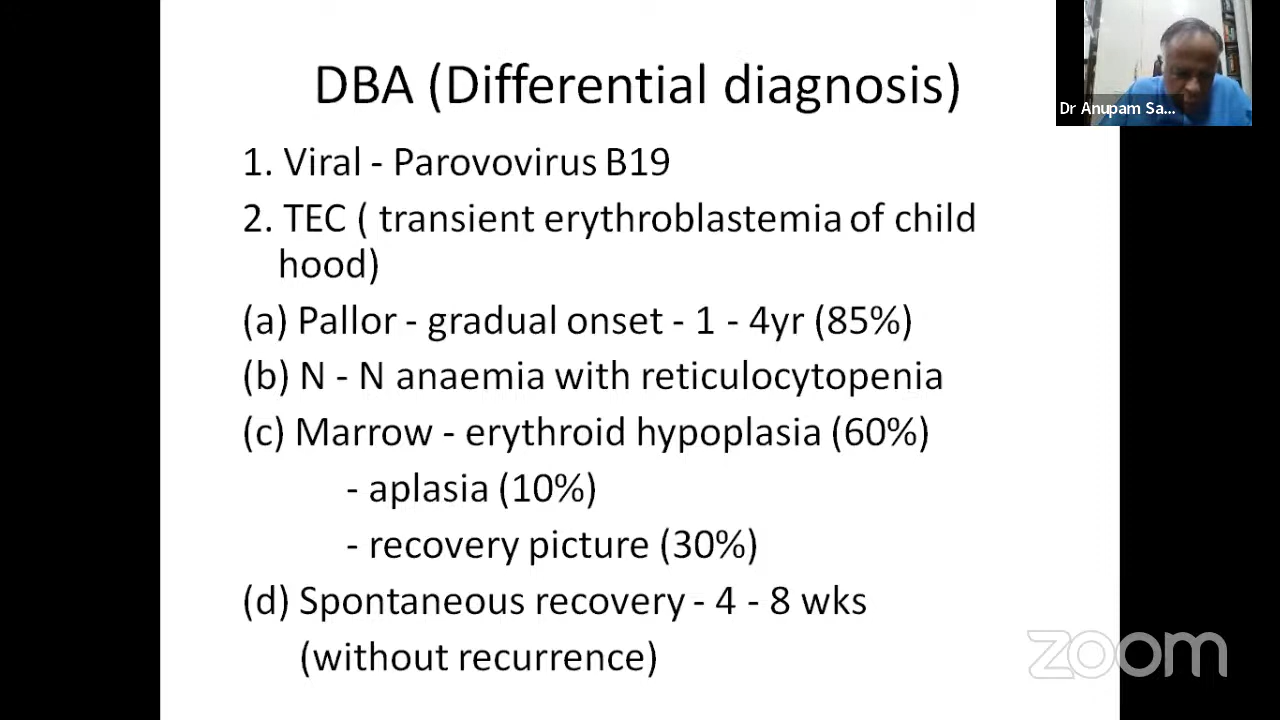 DBA (Differential diagnosis)
Dr Anupam Sa...
1. Viral - Parovovirus B19
2. TEC ( transient erythroblastemia of child
hood)
(a) Pallor - gradual onset - 1 - 4yr (85%)
(b) N - N anaemia with reticulocytopenia
(c) Marrow - erythroid hypoplasia (60%)
- aplasia (10%)
- recovery picture (30%)
(d) Spontaneous recovery - 4 - 8 wks
(without recurrence)
zoom